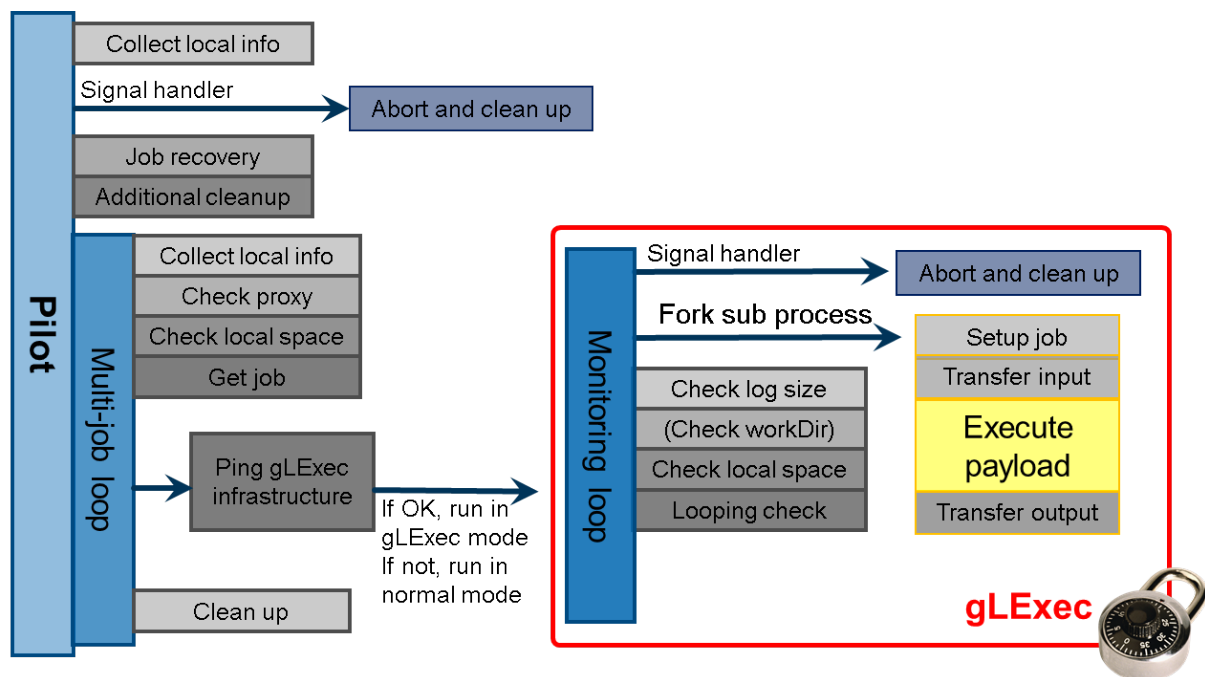 Pilot
Collect local info
Signal handler
Abort and clean up
Job recovery
Additional cleanup
Multi-job loop
Collect local info
Check proxy
Check local space
Get job
Ping gLExec
infrastructure
If OK, run in
gLExec mode
If not, run in
normal mode
Clean up
Monitoring loop
Signal handler
Abort and clean up
Fork sub process
Setup job
Transfer input
Execute
payload
Transfer output
Check log size
(Check workDir)
Check local space
Looping check
gLExec